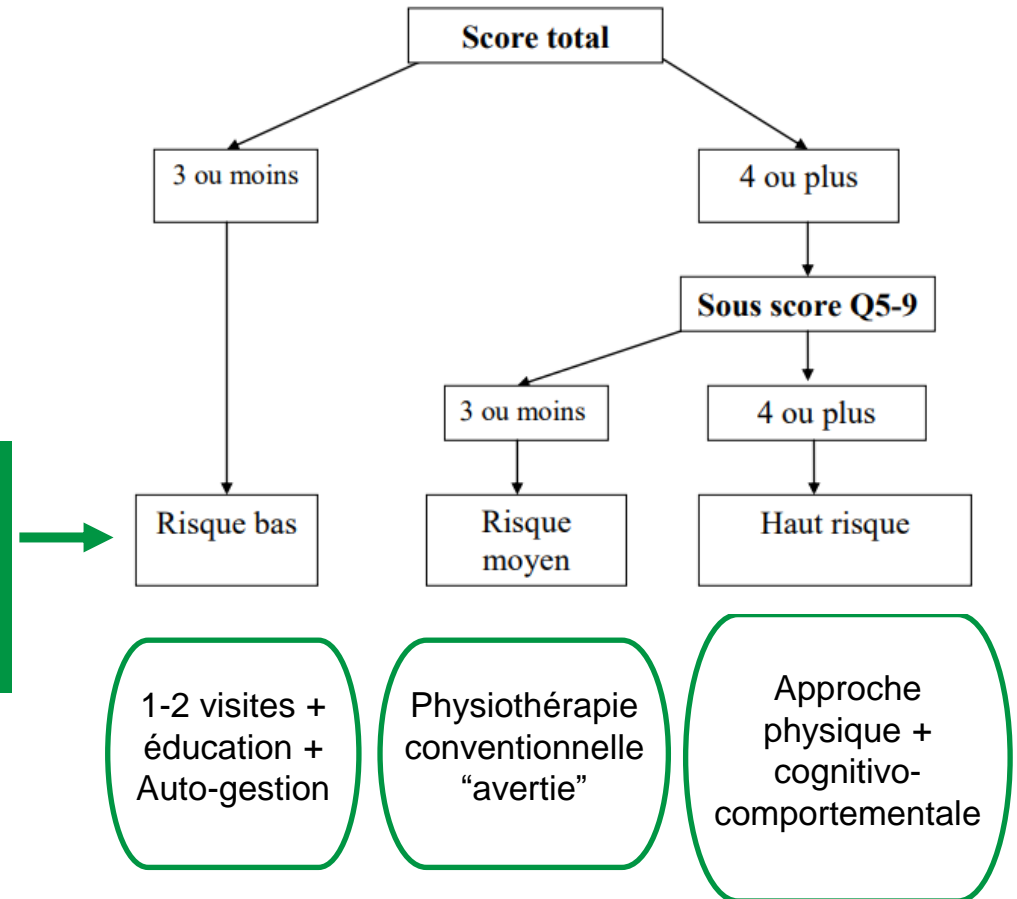 Score total
3 ou moins
4 ou plus
Sous score Q5-9
3 ou moins
4 ou plus
Risque bas
Risque
moyen
Haut risque
1-2 visites +
éducation +
Auto-gestion
Physiothérapie
conventionnelle
“avertie”
Approche
physique +
cognitivo-
comportementale